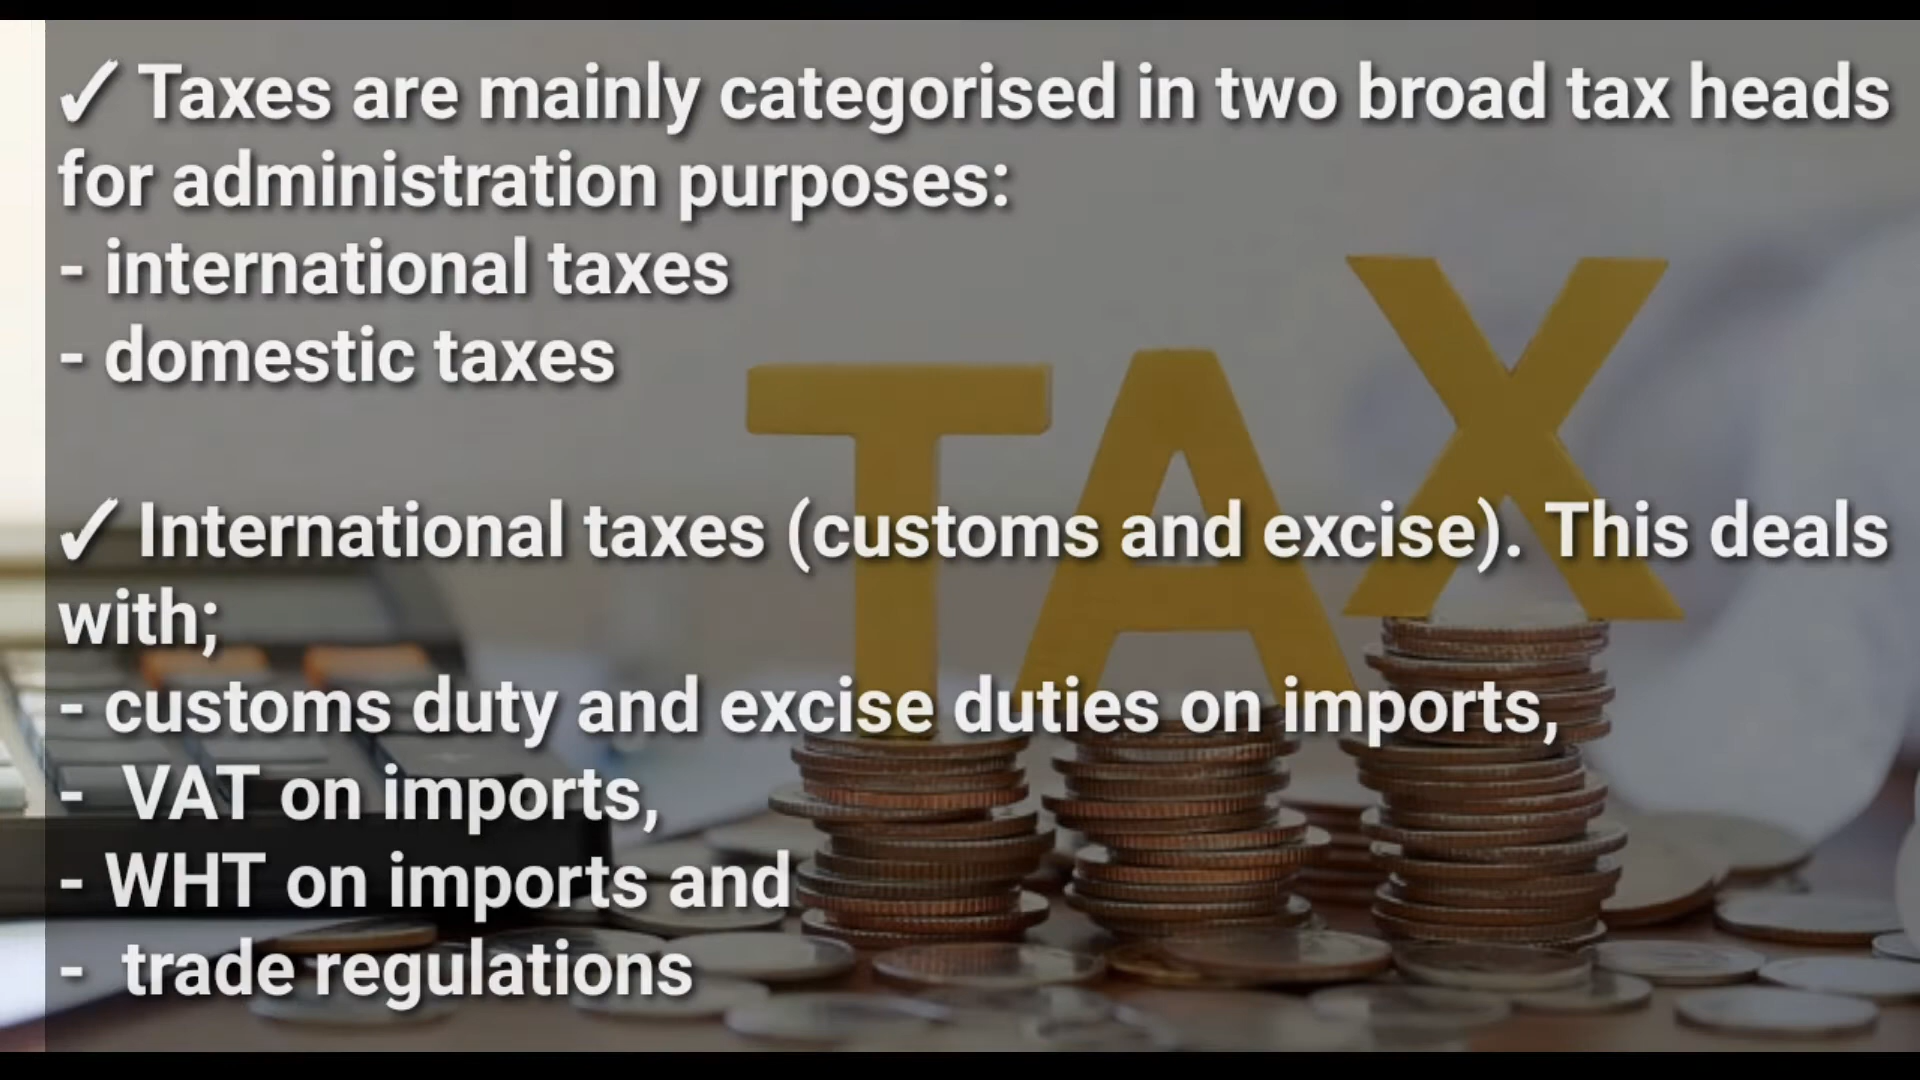 ✓ Taxes are mainly categorised in two broad tax heads
for administration purposes:
- international taxes
- domestic taxes
TAX
✓ International taxes (customs and excise). This deals
with;
- customs duty and excise duties on imports,
-  VAT on imports,
- WHT on imports and
-  trade regulations